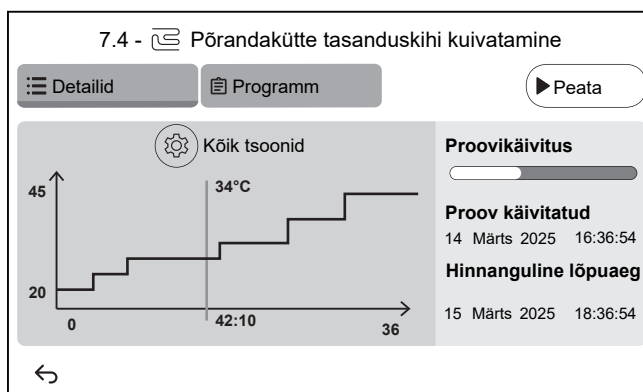 7.4 - Põrandakütte tasanduskihi kuivatamine
Detailid
Programm
Peata
Kõik tsoonid
45
34°C
20
0
42:10
36
Proovikäivitus
Proov käivitatud
14 Märts 2025 16:36:54
Hinnanguline lõpuaeg
15 Märts 2025 18:36:54